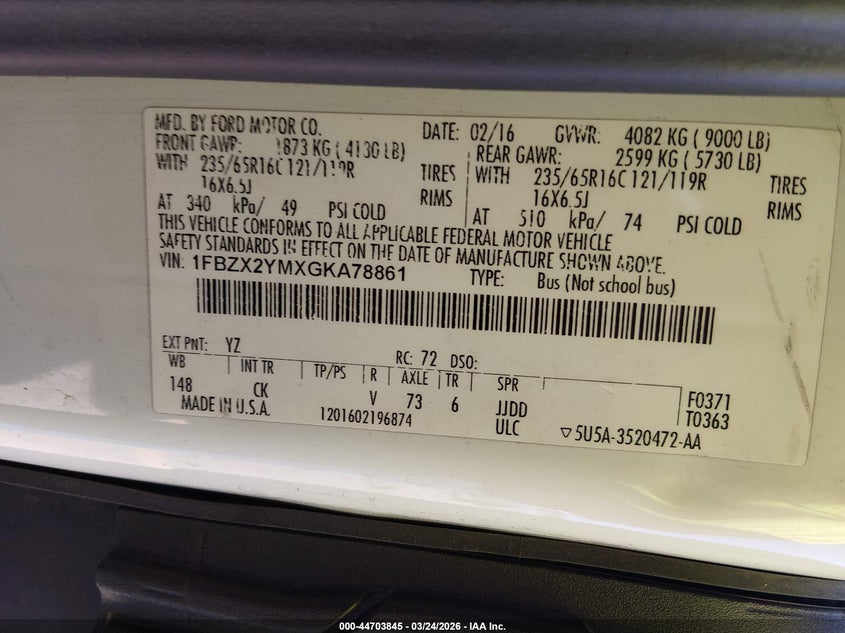 MFD. BY FORD MOTOR CO. DATE: 02/16 GVWR: 4082 KG ( 9000 LB)
FRONT GAWR: 1873 KG ( 4130 LB) REAR GAWR: 2599 KG ( 5730 LB)
WITH 235/65R16C 121/119R TIRES WITH 235/65R16C 121/119R TIRES
16X6.5J RIMS 16X6.5J RIMS
AT 340 kPa/ 49 PSI COLD AT 510 kPa/ 74 PSI COLD
THIS VEHICLE CONFORMS TO ALL APPLICABLE FEDERAL MOTOR VEHICLE
SAFETY STANDARDS IN EFFECT ON THE DATE OF MANUFACTURE SHOWN ABOVE.
VIN: 1FBZX2YMXGKA78861 TYPE: Bus (Not school bus)
EXT PNT: YZ RC: 72 DSO:
WB INT TR TP/PS R AXLE TR SPR
148 CK V 73 6 JJDD F0371
MADE IN U.S.A. 1201602196874 ULC T0363
▽5U5A-3520472-AA
000-44703845 - 03/24/2026 - IAA Inc.